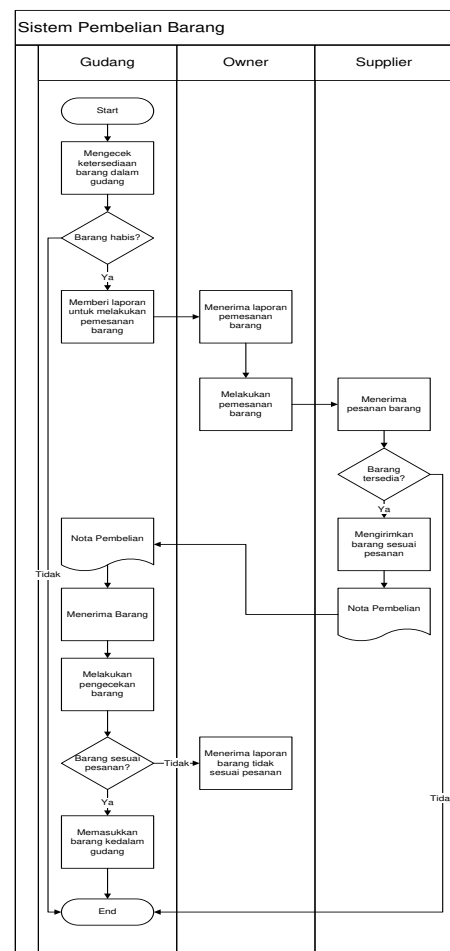 Sistem Pembelian Barang
Gudang
Owner
Supplier
Start
Mengecek
ketersediaan
barang dalam
gudang
Barang habis?
Ya
Memberi laporan
untuk melakukan
pemesanan
barang
Menerima laporan
pemesanan
barang
Melakukan
pemesanan
barang
Menerima
pesanan barang
Barang
tersedia?
Ya
Mengirimkan
barang sesuai
pesanan
Nota Pembelian
Nota Pembelian
Tidak
Menerima Barang
Melakukan
pengecekan
barang
Barang sesuai
pesanan?
Tidak
Menerima laporan
barang tidak
sesuai pesanan
Tida
Ya
Memasukkan
barang kedalam
gudang
End